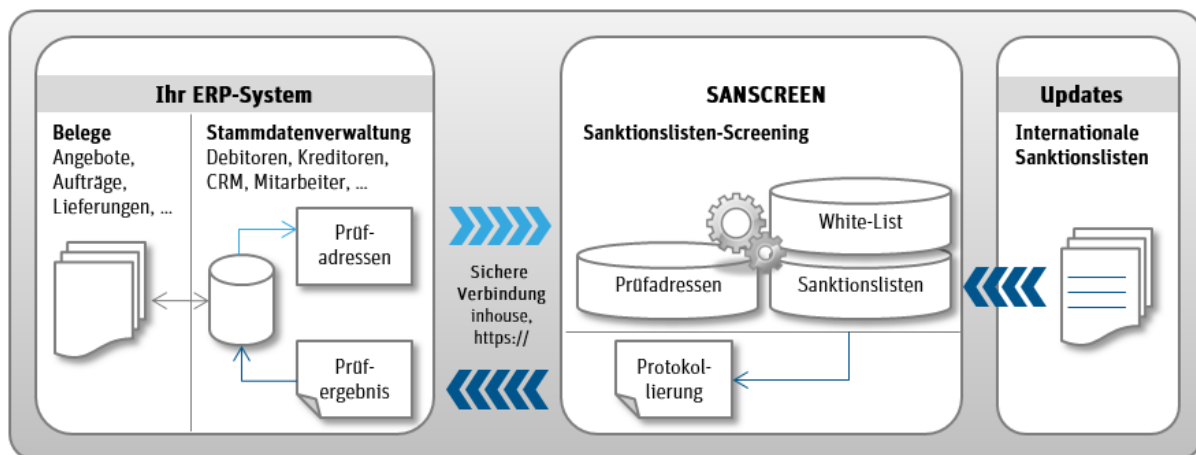 Ihr ERP-System
Belege
Angebote,
Aufträge,
Lieferungen, ...
Stammdatenverwaltung
Debitoren, Kreditoren,
CRM, Mitarbeiter, ...
Prüf-
adressen
Prüf-
ergebnis
Sichere
Verbindung
inhouse,
https://
SANSCREEN
Sanktionslisten-Screening
White-List
Prüfadressen
Sanktionslisten
Protokol-
lierung
Updates
Internationale
Sanktionslisten